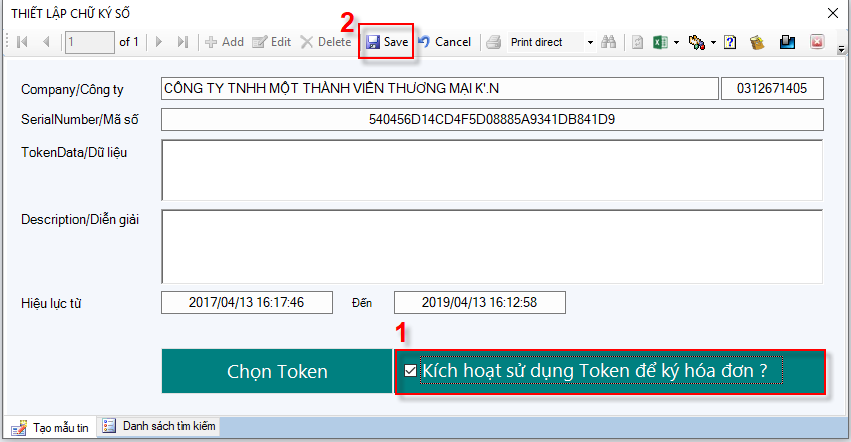 THIẾT LẬP CHỮ KÝ SỐ
2
1 of 1 Add Edit Delete Save Cancel Print direct
Company/Công ty CÔNG TY TNHH MỘT THÀNH VIÊN THƯƠNG MẠI K'.N 0312671405
SerialNumber/Mã số 540456D14CD4F5D08885A9341DB841D9
TokenData/Dữ liệu
Description/Diễn giải
Hiệu lực từ 2017/04/13 16:17:46 Đến 2019/04/13 16:12:58
1
Chọn Token Kích hoạt sử dụng Token để ký hóa đơn ?
Tạo mẫu tin Danh sách tìm kiếm